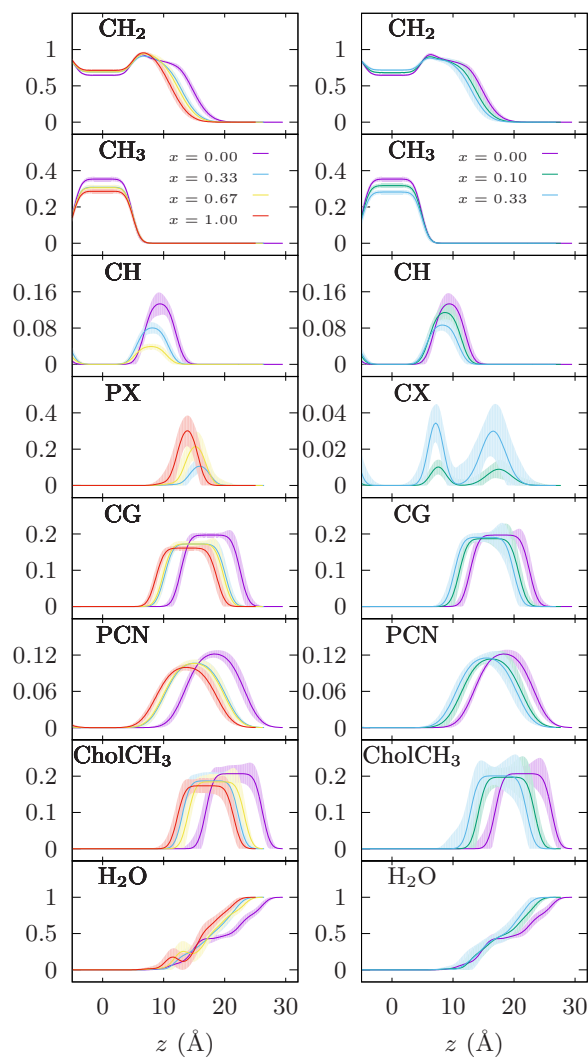 CH₂ CH₂
1 1
0.5 0.5
0 0
CH₃ CH₃
x = 0.00 x = 0.00
0.4 x = 0.33 0.4 x = 0.10
0.2 x = 0.67 0.2 x = 0.33
x = 1.00
0 0
CH CH
0.16 0.16
0.08 0.08
0 0
PX CX
0.4 0.04
0.2 0.02
0 0
CG CG
0.2 0.2
0.1 0.1
0 0
PCN PCN
0.12 0.12
0.06 0.06
0 0
CholCH₃ CholCH₃
0.2 0.2
0.1 0.1
0 0
H₂O H₂O
1 1
0.5 0.5
0 0
0 10 20 30 0 10 20 30
z (Å) z (Å)